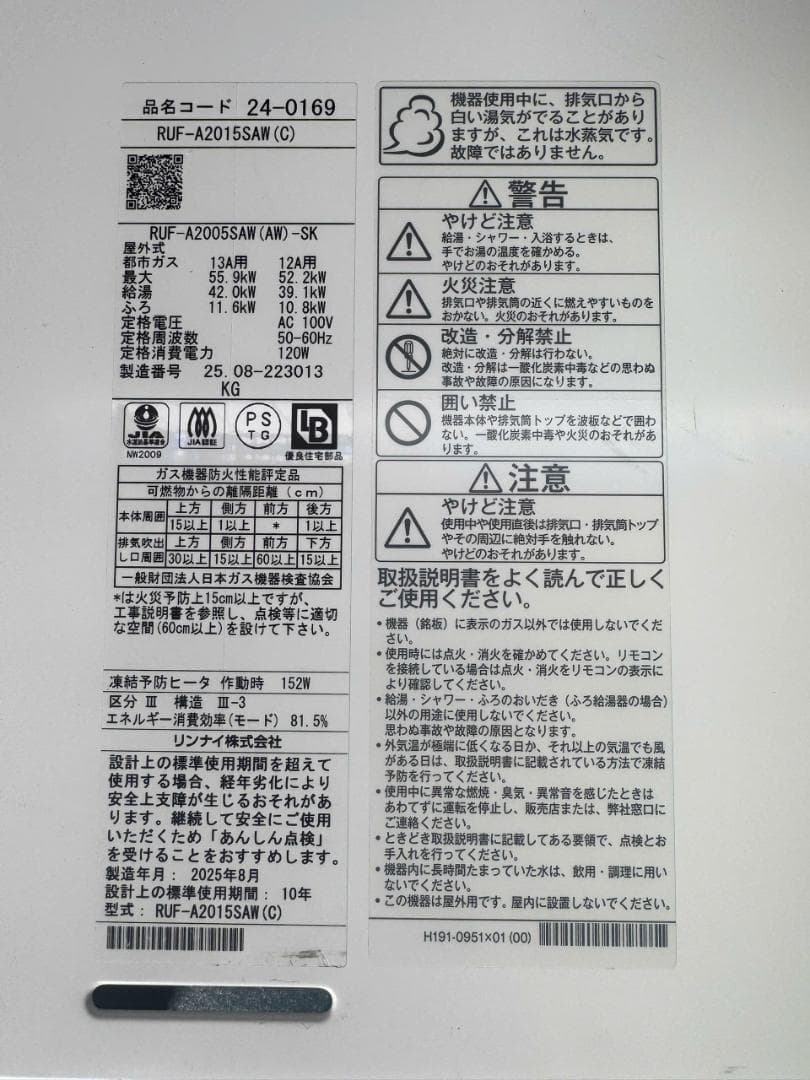 品名コード 24-0169
RUF-A2015SAW(C)
RUF-A2005SAW(AW)-SK
屋外式
都市ガス 13A用 12A用
最大 55.9kW 52.2kW
給湯 42.0kW 39.1kW
ふろ 11.6kW 10.8kW
定格電圧 AC 100V
定格周波数 50-60Hz
定格消費電力 120W
製造番号 25.08-223013
KG
JIA
NW2009
JIA認証
PS
TG
LB
優良住宅部品
ガス機器防火性能評定品
可燃物からの離隔距離(cm)
本体周囲 上方 側方 前方 後方
15以上 1以上 * 1以上
排気吹出し口周囲 上方 側方 前方 下方
30以上 15以上 60以上 15以上
一般財団法人日本ガス機器検査協会
*は火災予防上15cm以上ですが、
工事説明書を参照し、点検等に適切
な空間(60cm以上)を設けて下さい。
凍結予防ヒータ 作動時 152W
区分 Ⅲ 構造 Ⅲ-3
エネルギー消費効率(モード) 81.5%
リンナイ株式会社
設計上の標準使用期間を超えて
使用する場合、経年劣化により
安全上支障が生じるおそれがあ
ります。継続して安全にご使用
いただくため「あんしん点検」
を受けることをおすすめします。
製造年月: 2025年8月
設計上の標準使用期間: 10年
型式: RUF-A2015SAW(C)
機器使用中に、排気口から
白い湯気がでることがあり
ますが、これは水蒸気です。
故障ではありません。
警告
やけど注意
給湯・シャワー・入浴するときは、
手でお湯の温度を確かめる。
やけどのおそれがあります。
火災注意
排気口や排気筒の近くに燃えやすいものを
おかない。火災のおそれがあります。
改造・分解禁止
絶対に改造・分解は行わない。
改造・分解は一酸化炭素中毒などの思わぬ
事故や故障の原因になります。
囲い禁止
機器本体や排気筒トップを波板などで囲わ
ない。一酸化炭素中毒や火災のおそれがあ
ります。
注意
やけど注意
使用中や使用直後は排気口・排気筒トップ
やその周辺に絶対手を触れない。
やけどのおそれがあります。
取扱説明書をよく読んで正しく
ご使用ください。
•機器(銘板)に表示のガス以外では使用しないでくだ
さい。
•使用時には点火・消火を確かめてください。リモコン
を接続している場合は点火・消火をリモコンの表示に
より確認してください。
•給湯・シャワー・ふろのおいだき(ふろ給湯器の場合)
以外の用途に使用しないでください。
思わぬ事故や故障の原因となります。
•外気温が極端に低くなる日か、それ以上の気温でも風
がある日は、取扱説明書に記載されている方法で凍結
予防を行ってください。
•使用中に異常な燃焼・臭気・異常音を感じたときは
あわてずに運転を停止し、販売店または、弊社窓口に
ご連絡ください。
•ときどき取扱説明書に記載してある要領で、点検とお
手入れを行ってください。
•機器内に長時間たまっていた水は、飲用・調理に用い
ないでください。
•この機器は屋外用です。屋内に設置しないでください。
H191-0951×01(00)